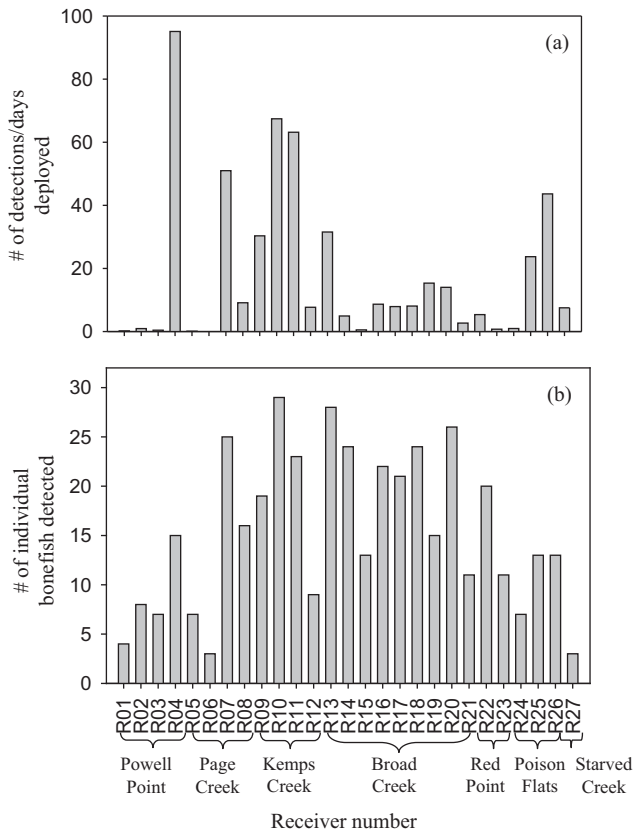 100
80
60
40
20
0
# of detections/days
deployed
(a)
30
25
20
15
10
5
0
# of individual
bonefish detected
(b)
R01 R02 R03 R04 R05 R06 R07 R08 R09 R10 R11 R12 R13 R14 R15 R16 R17 R18 R19 R20 R21 R22 R23 R24 R25 R26 R27
Powell
Point
Page
Creek
Kemps
Creek
Broad
Creek
Red
Point
Poison
Flats
Starved
Creek
Receiver number